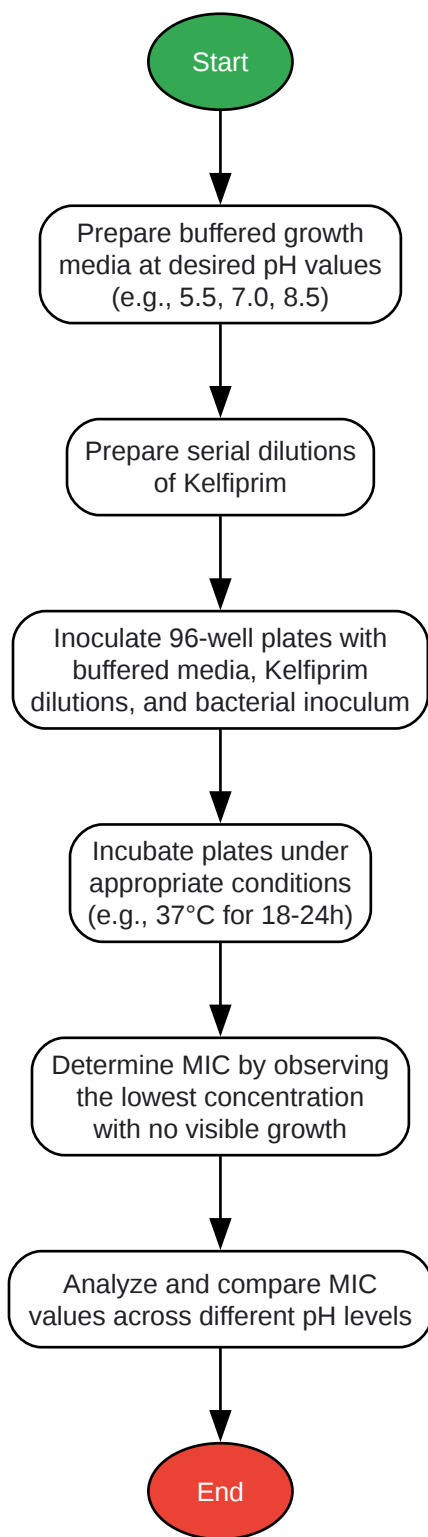 Start
Prepare buffered growth
media at desired pH values
(e.g., 5.5, 7.0, 8.5)
Prepare serial dilutions
of Kelfiprim
Inoculate 96-well plates with
buffered media, Kelfiprim
dilutions, and bacterial inoculum
Incubate plates under
appropriate conditions
(e.g., 37°C for 18-24h)
Determine MIC by observing
the lowest concentration
with no visible growth
Analyze and compare MIC
values across different pH levels
End